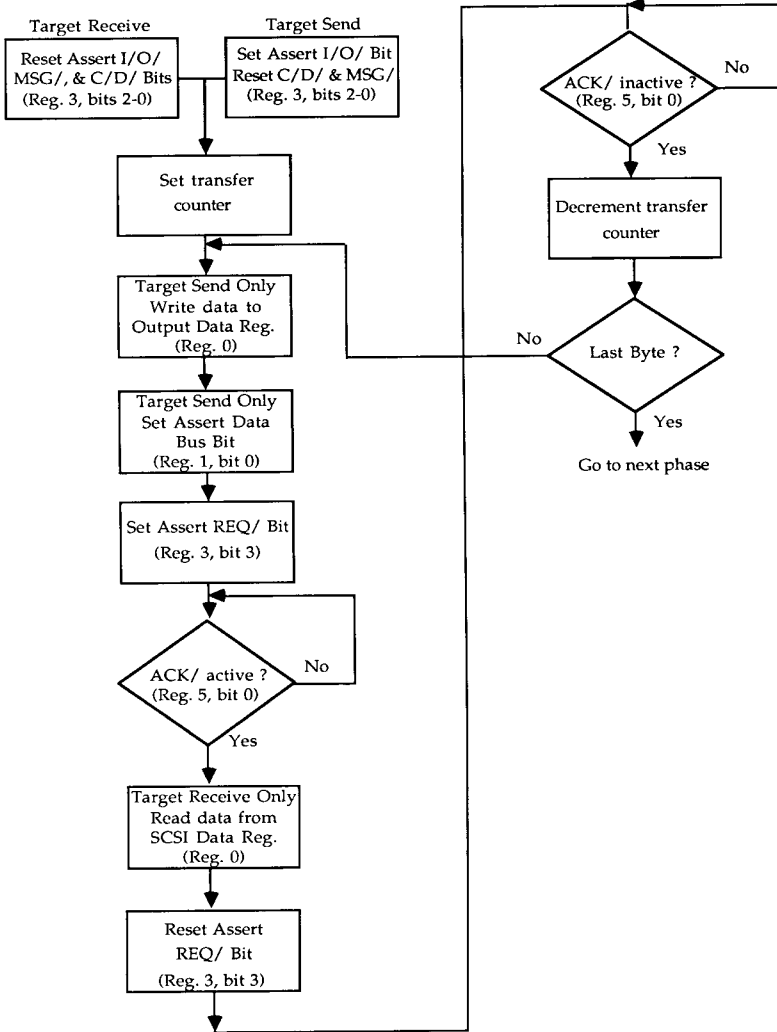 Target Receive
Reset Assert I/O/
MSG/, & C/D/ Bits
(Reg. 3, bits 2-0)
Target Send
Set Assert I/O/ Bit
Reset C/D/ & MSG/
(Reg. 3, bits 2-0)
Set transfer
counter
Target Send Only
Write data to
Output Data Reg.
(Reg. 0)
Target Send Only
Set Assert Data
Bus Bit
(Reg. 1, bit 0)
Set Assert REQ/ Bit
(Reg. 3, bit 3)
ACK/ active ?
(Reg. 5, bit 0)
No
Yes
Target Receive Only
Read data from
SCSI Data Reg.
(Reg. 0)
Reset Assert
REQ/ Bit
(Reg. 3, bit 3)
ACK/ inactive ?
(Reg. 5, bit 0)
No
Yes
Decrement transfer
counter
Last Byte ?
No
Yes
Go to next phase